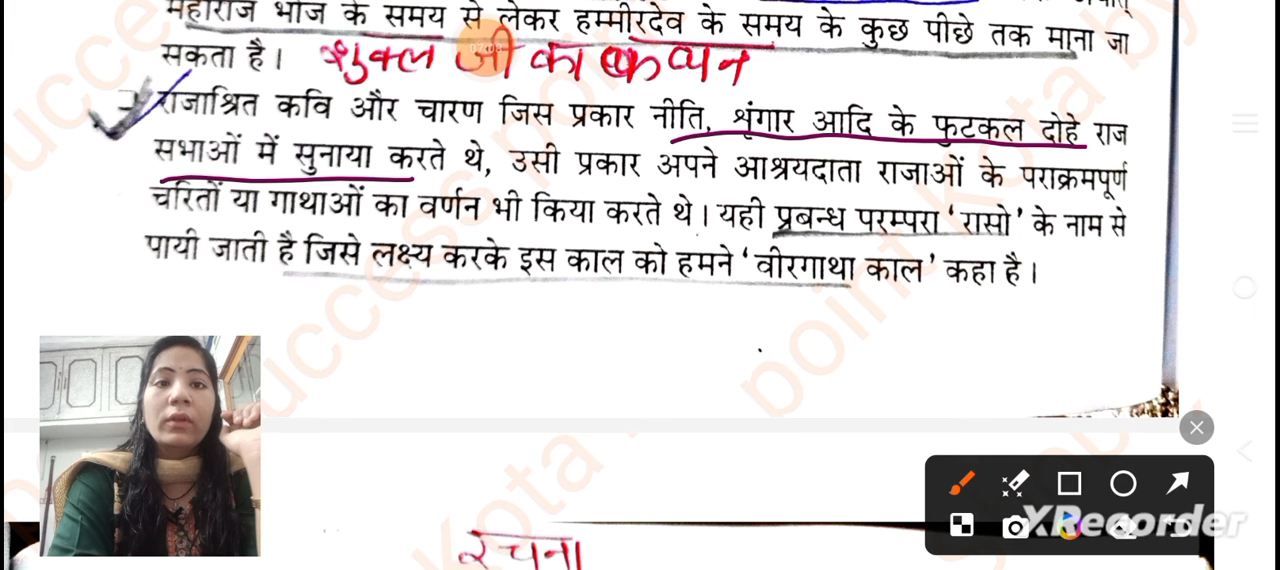 महाराज भोज के समय से लेकर हम्मीरदेव के समय के कुछ पीछे तक माना जा
सकता है। शुक्ल जी का कथन
राजाश्रित कवि और चारण जिस प्रकार नीति, शृंगार आदि के फुटकल दोहे राज
सभाओं में सुनाया करते थे, उसी प्रकार अपने आश्रयदाता राजाओं के पराक्रमपूर्ण
चरितों या गाथाओं का वर्णन भी किया करते थे। यही प्रबन्ध परम्परा 'रासो' के नाम से
पायी जाती है जिसे लक्ष्य करके इस काल को हमने 'वीरगाथा काल' कहा है।
रचना
XRecorder